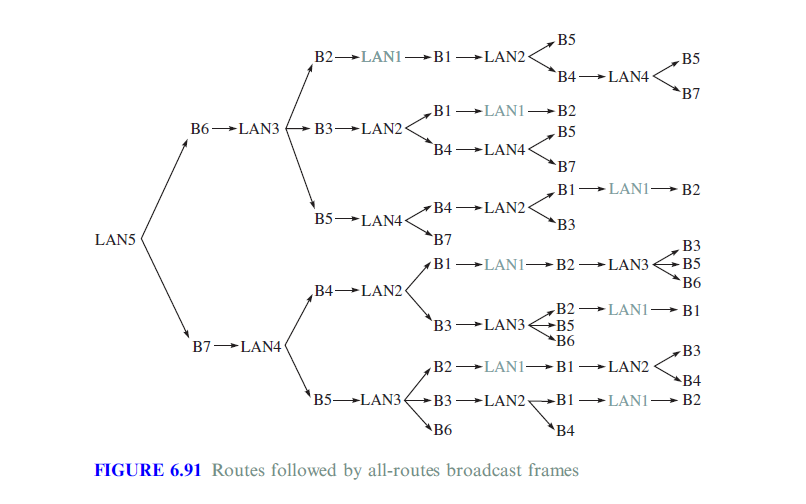 B5
B2 LAN1 B1 LAN2 B5
B4 LAN4
B7
B1 LAN1 B2
B6 LAN3 B3 LAN2 B5
B4 LAN4
B7
B1 LAN1 B2
B4 LAN2
B5 LAN4 B3
LAN5 B7
B3
B1 LAN1 B2 LAN3 B5
B6
B4 LAN2
B2 LAN1 B1
B3 LAN3 B5
B6
B7 LAN4 B3
B2 LAN1 B1 LAN2
B4
B5 LAN3 B3 LAN2 B1 LAN1 B2
B6 B4
FIGURE 6.91 Routes followed by all-routes broadcast frames